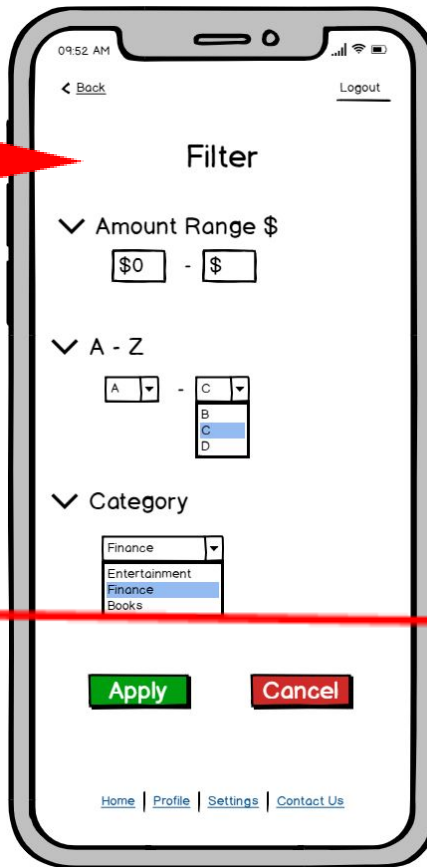 09:52 AM
Back
Logout
Filter
Amount Range $
$0 - $
A - Z
A - C
B
C
D
Category
Finance
Entertainment
Finance
Books
Apply Cancel
Home | Profile | Settings | Contact Us